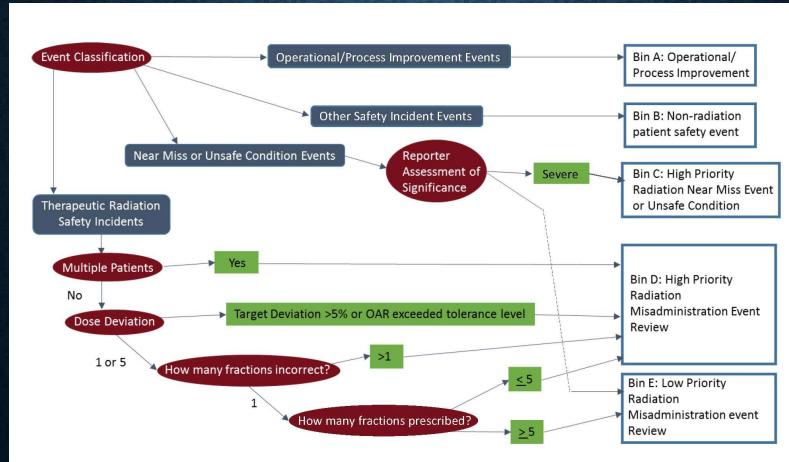 Event Classification
Operational/Process Improvement Events
Bin A: Operational/
Process Improvement
Other Safety Incident Events
Bin B: Non-radiation
patient safety event
Near Miss or Unsafe Condition Events
Reporter
Assessment of
Significance
Severe
Bin C: High Priority
Radiation Near Miss Event
or Unsafe Condition
Therapeutic Radiation
Safety Incidents
Multiple Patients
Yes
No
Bin D: High Priority
Radiation
Misadministration Event
Review
Dose Deviation
Target Deviation >5% or OAR exceeded tolerance level
1 or 5
How many fractions incorrect?
>1
1
How many fractions prescribed?
≤ 5
≥ 5
Bin E: Low Priority
Radiation
Misadministration event
Review